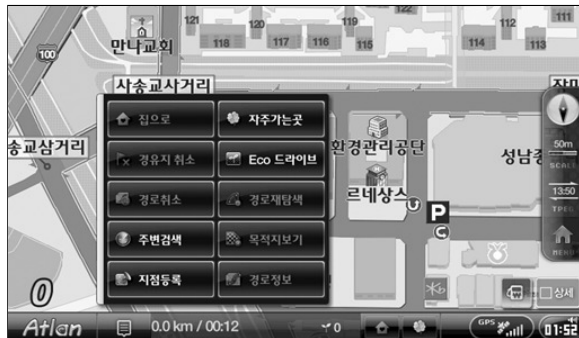 122
121
120
119
112
111
만나교회
118
117
116
115
114
113
100
사송교사거리
집으로
자주가는곳
송교삼거리
경유지 취소
Eco 드라이브
환경관리공단
50m
성남
SCALE
경로취소
경로재탐색
르네상스
13:50
TPEG
P
주변검색
목적지보기
MENU
지점등록
경로정보
0
상세
Atlan
0.0 km / 00:12
0
GPS
01:52